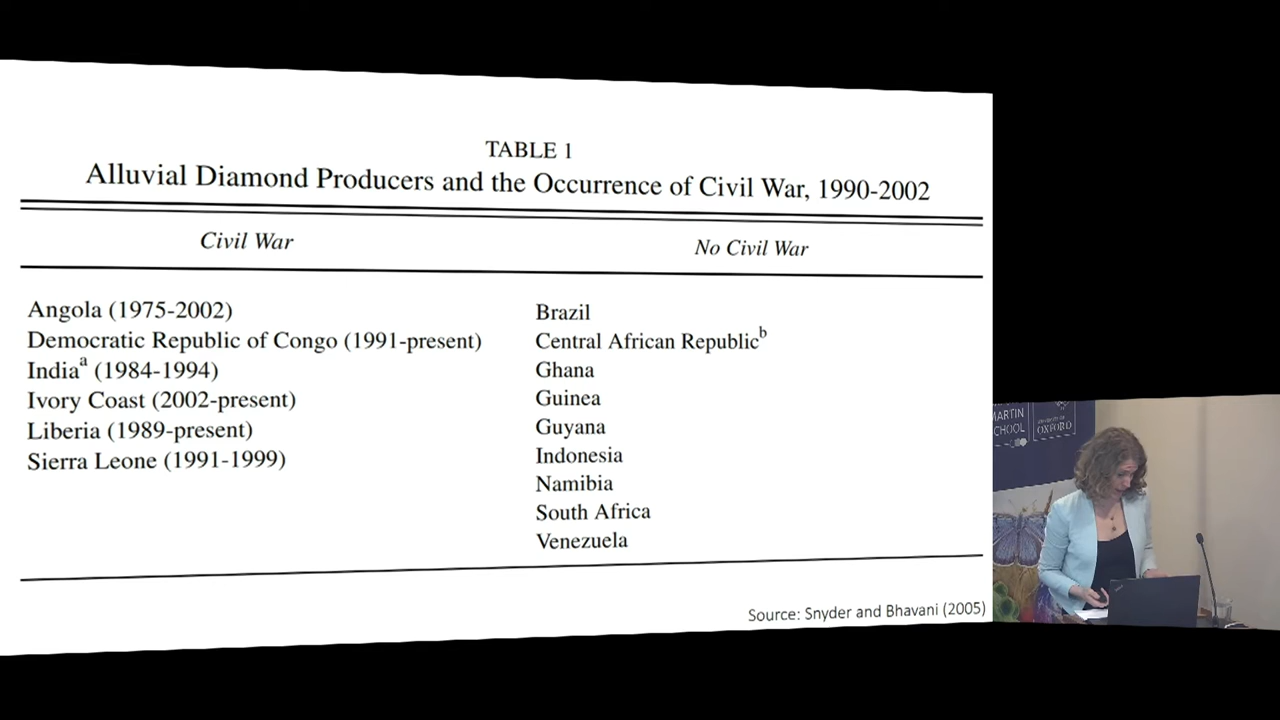 TABLE 1
Alluvial Diamond Producers and the Occurrence of Civil War, 1990-2002
Civil War
No Civil War
Angola (1975-2002)
Democratic Republic of Congo (1991-present)
Indiaᵃ (1984-1994)
Ivory Coast (2002-present)
Liberia (1989-present)
Sierra Leone (1991-1999)
Brazil
Central African Republicᵇ
Ghana
Guinea
Guyana
Indonesia
Namibia
South Africa
Venezuela
Source: Snyder and Bhavani (2005)
MARTIN
SCHOOL
OXFORD